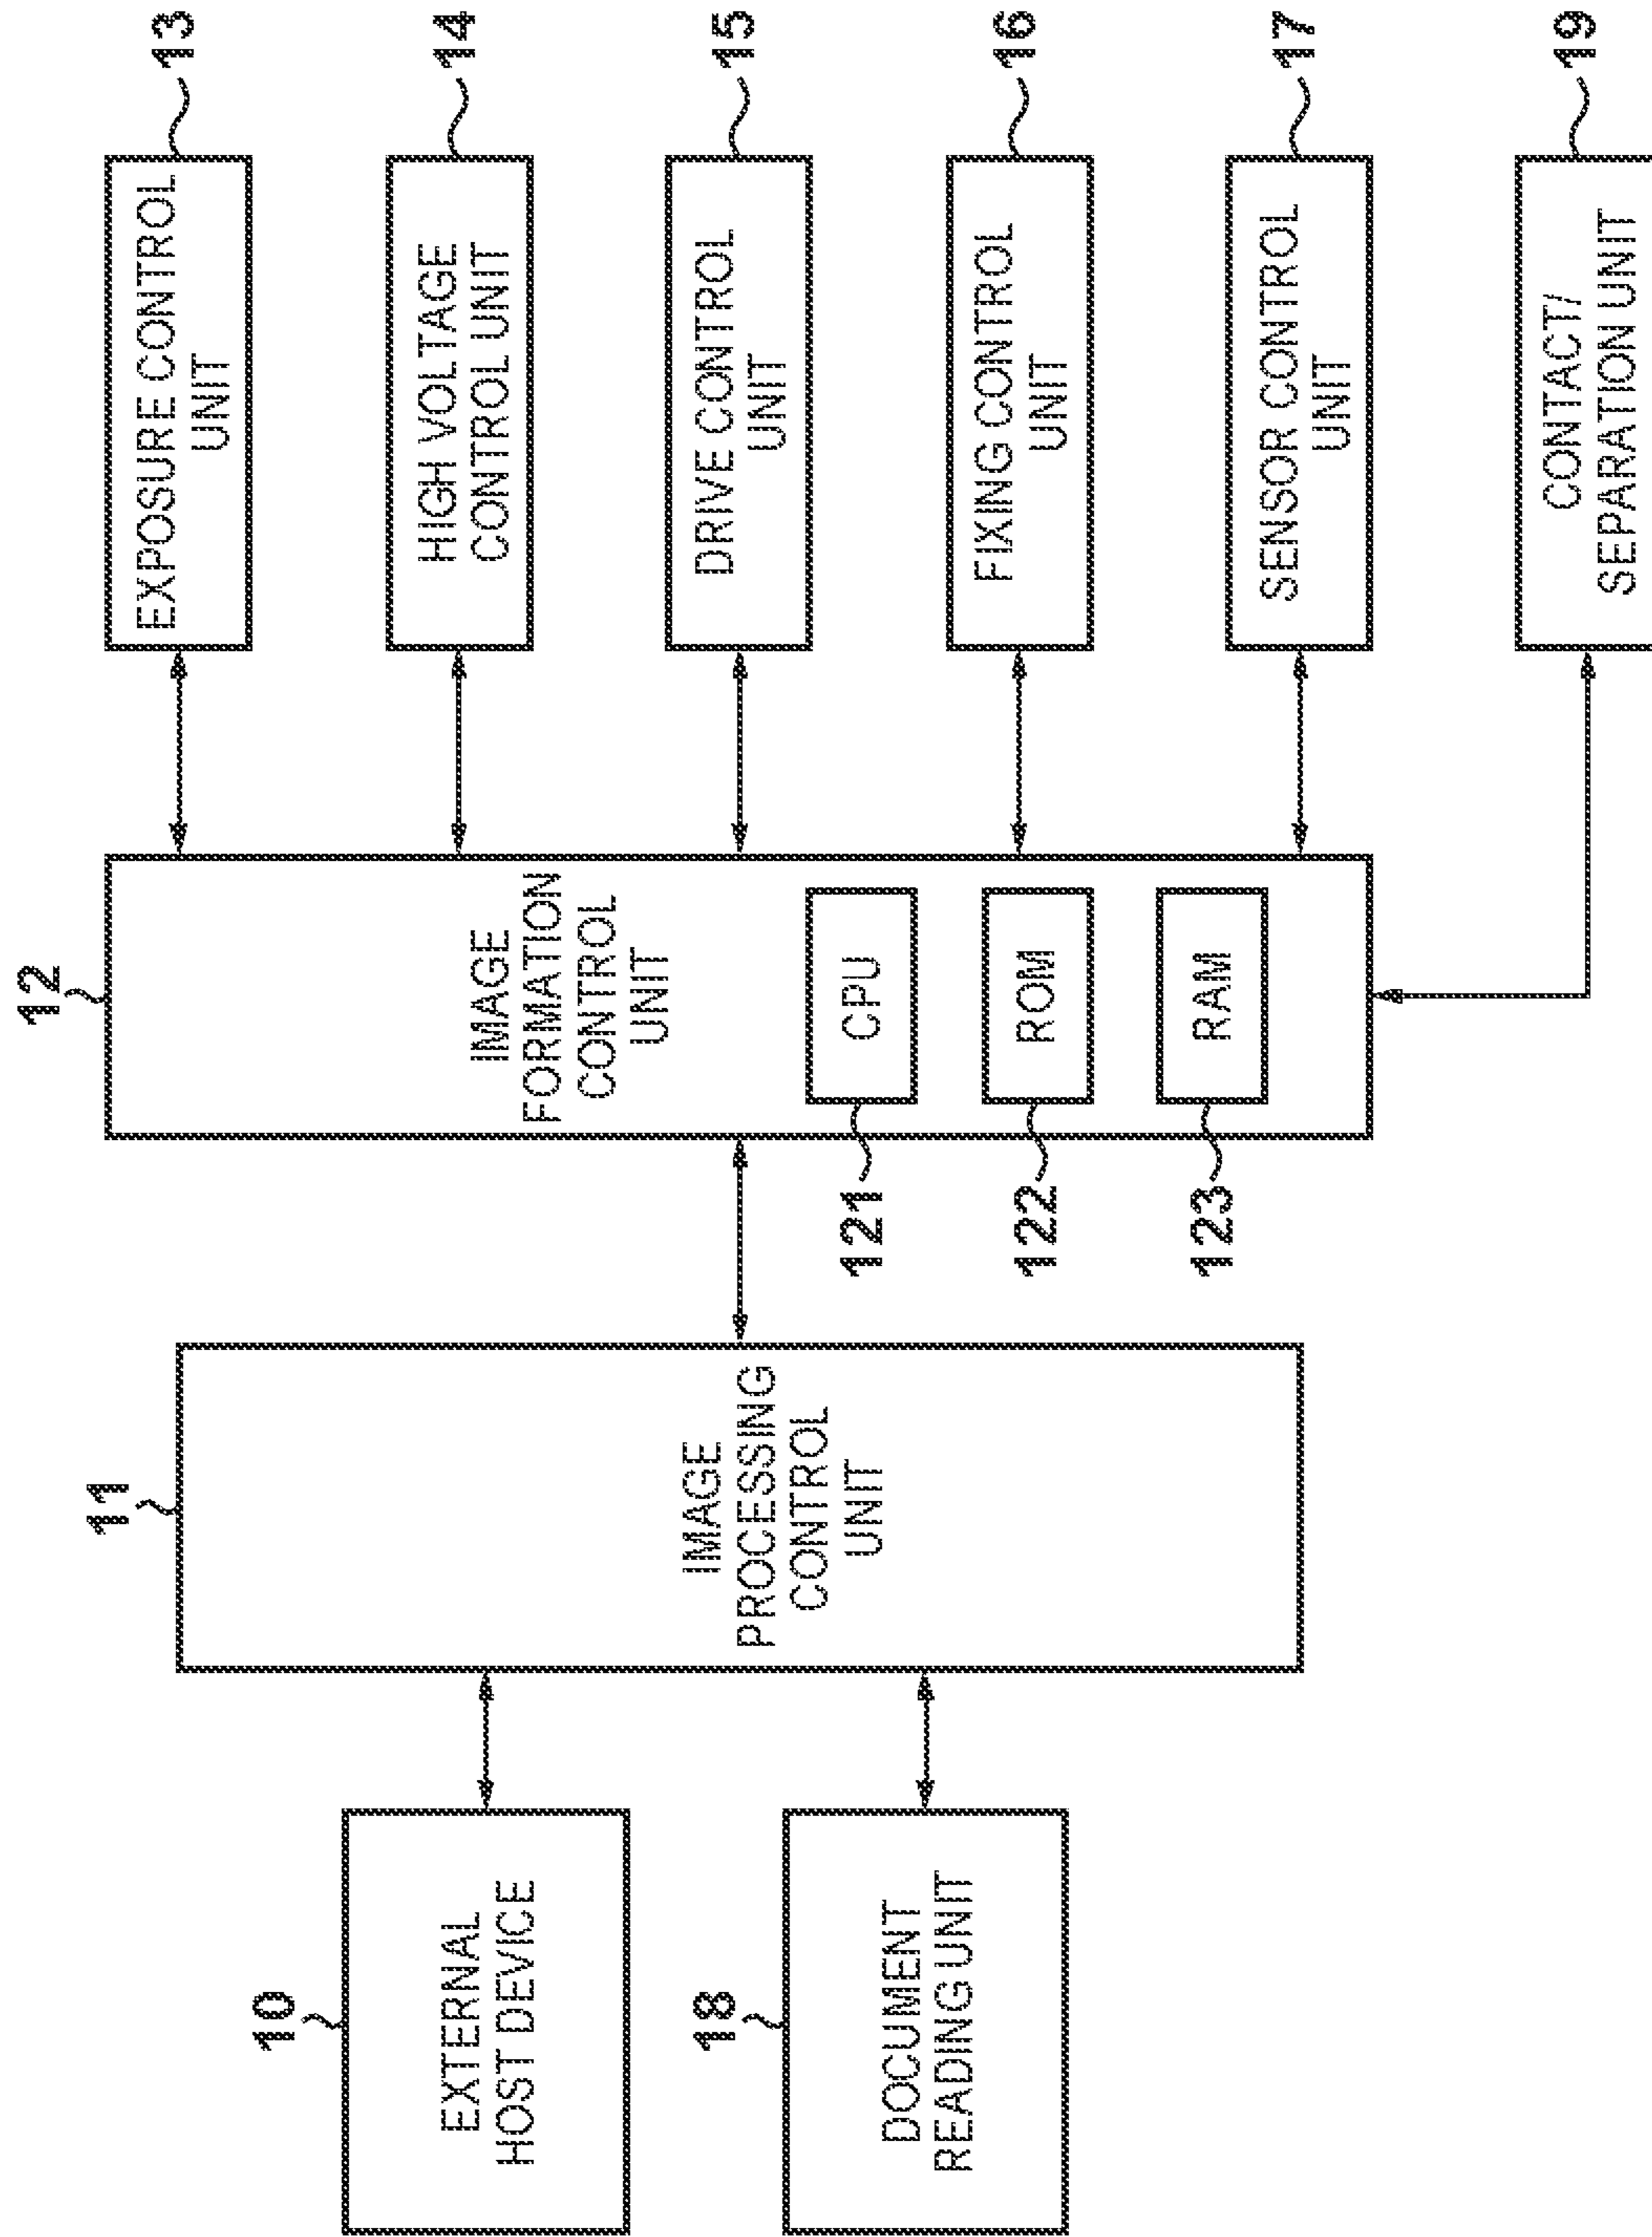 10
EXTERNAL
HOST DEVICE
18
DOCUMENT
READING UNIT
11
IMAGE
PROCESSING
CONTROL
UNIT
12
IMAGE
FORMATION
CONTROL
UNIT
121
CPU
122
ROM
123
RAM
EXPOSURE CONTROL
UNIT
13
HIGH VOLTAGE
CONTROL UNIT
14
DRIVE CONTROL
UNIT
15
FIXING CONTROL
UNIT
16
SENSOR CONTROL
UNIT
17
CONTACT/
SEPARATION UNIT
19